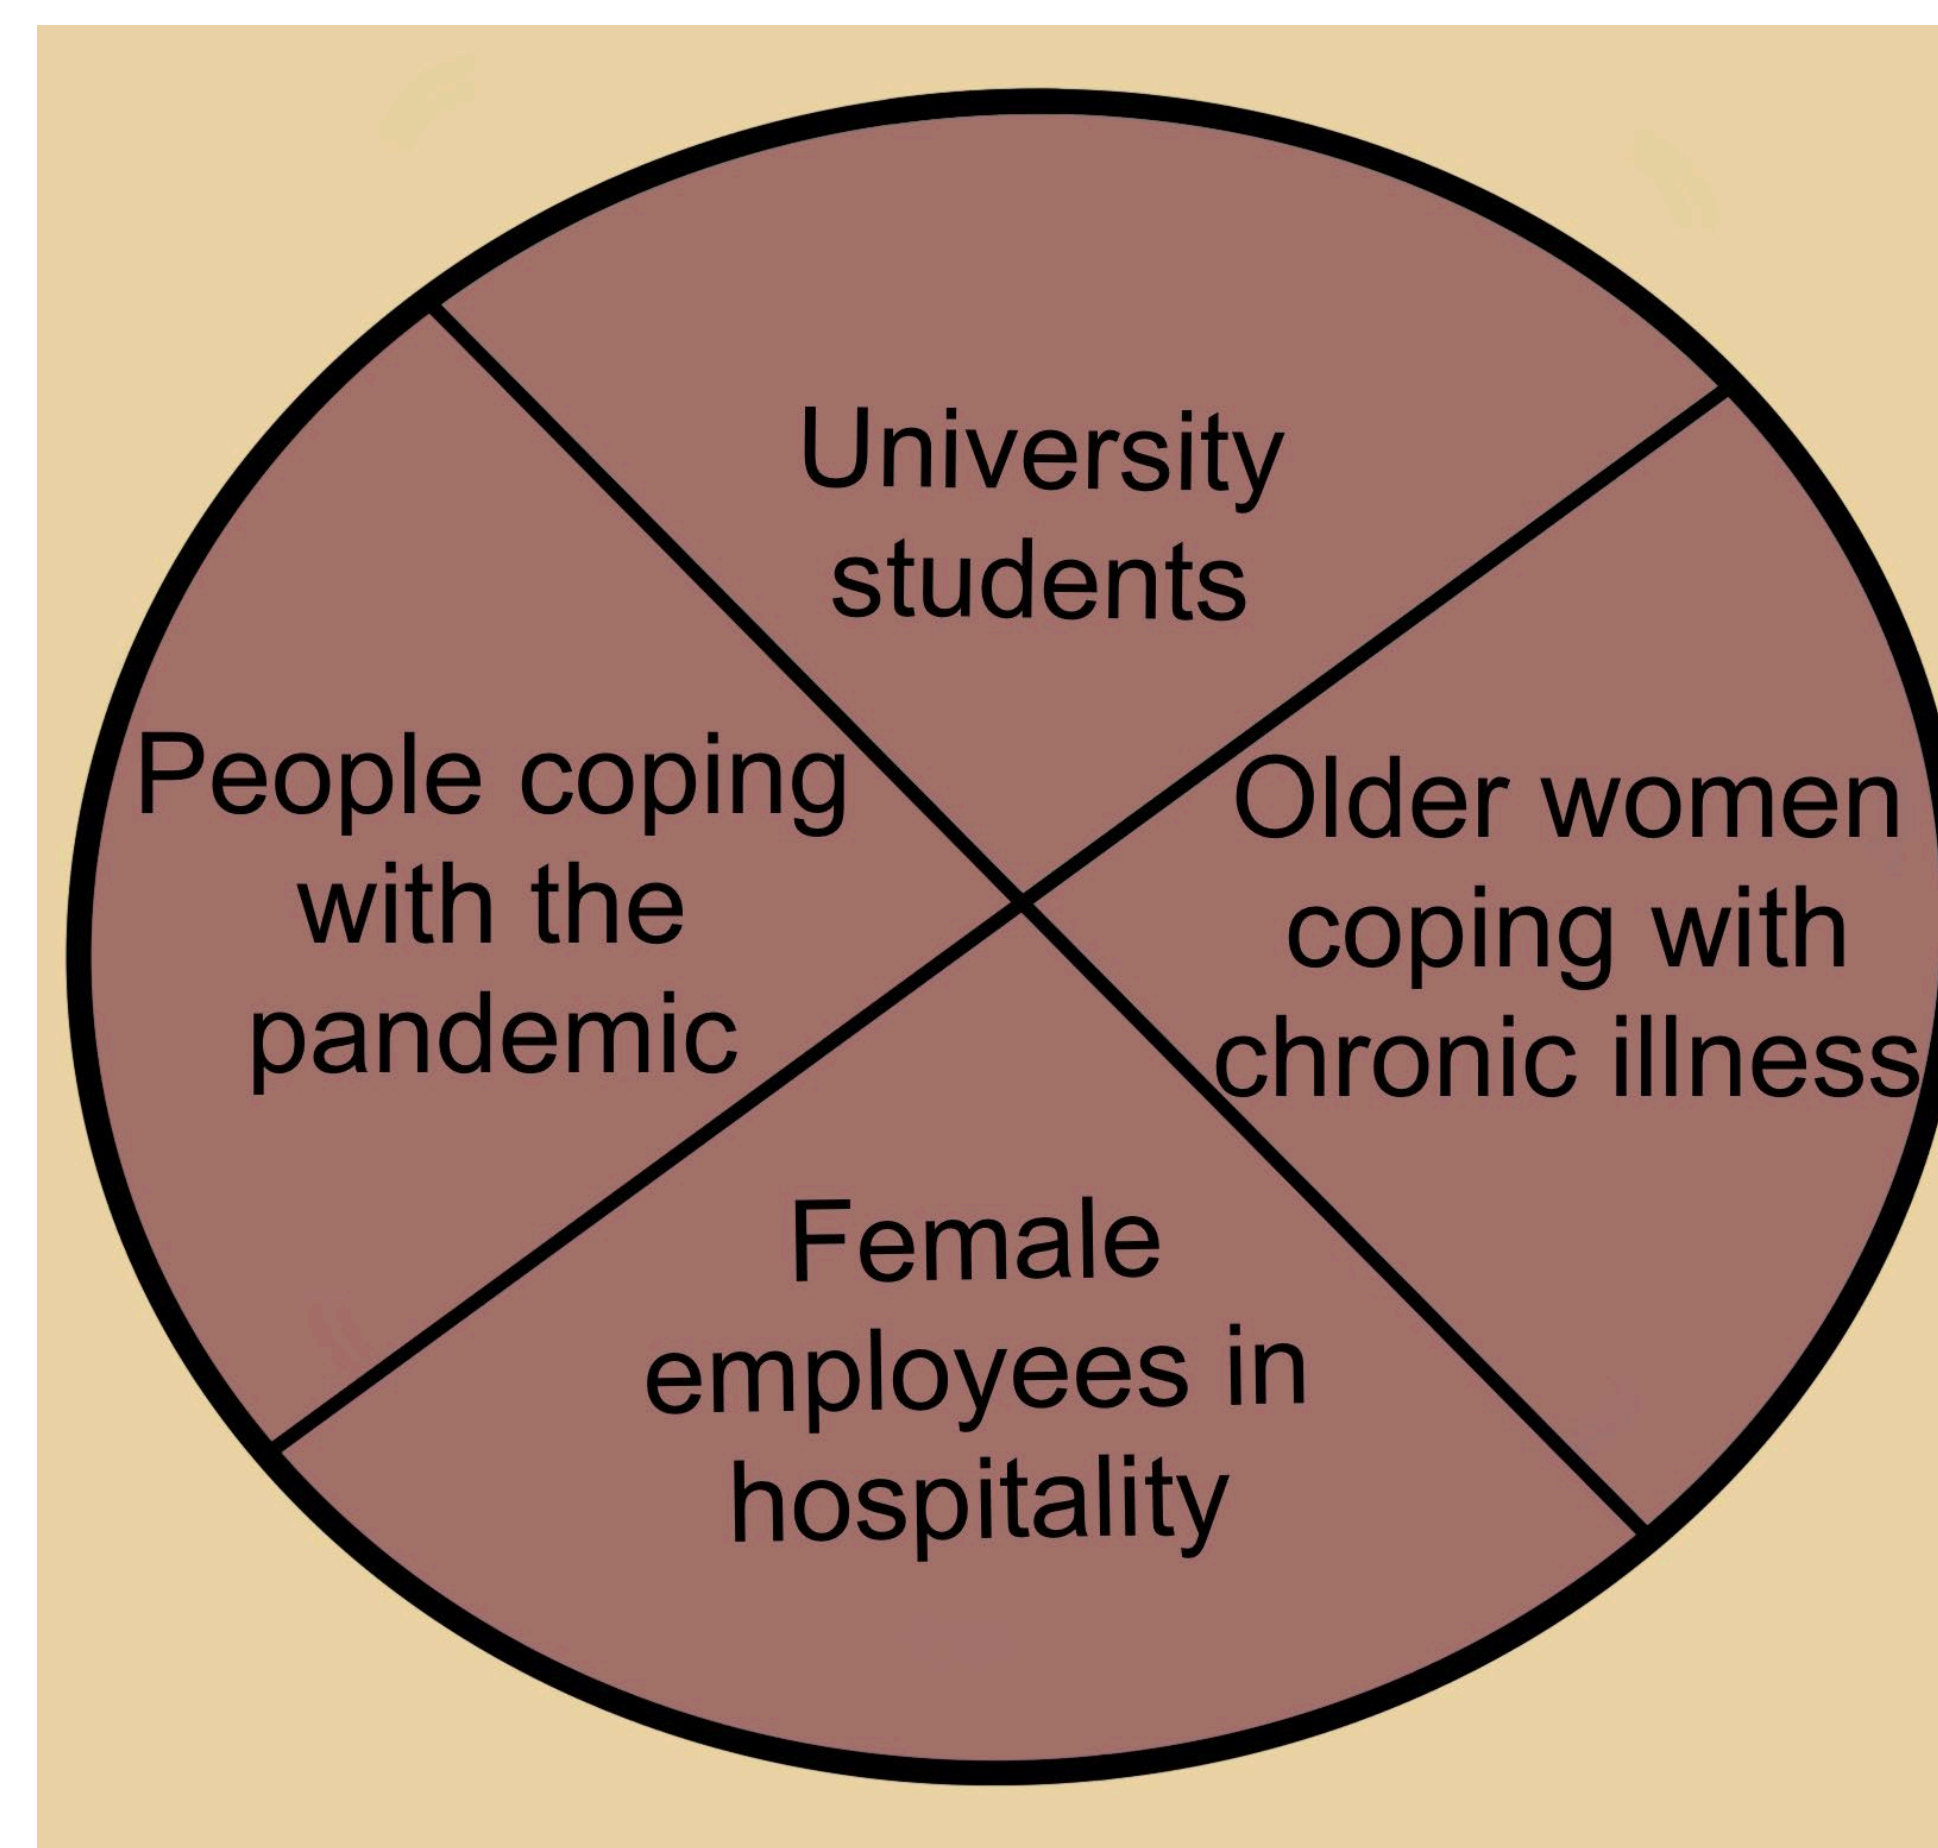 University
students
People coping
with the
pandemic
Older women
coping with
chronic illness
Female
employees in
hospitality